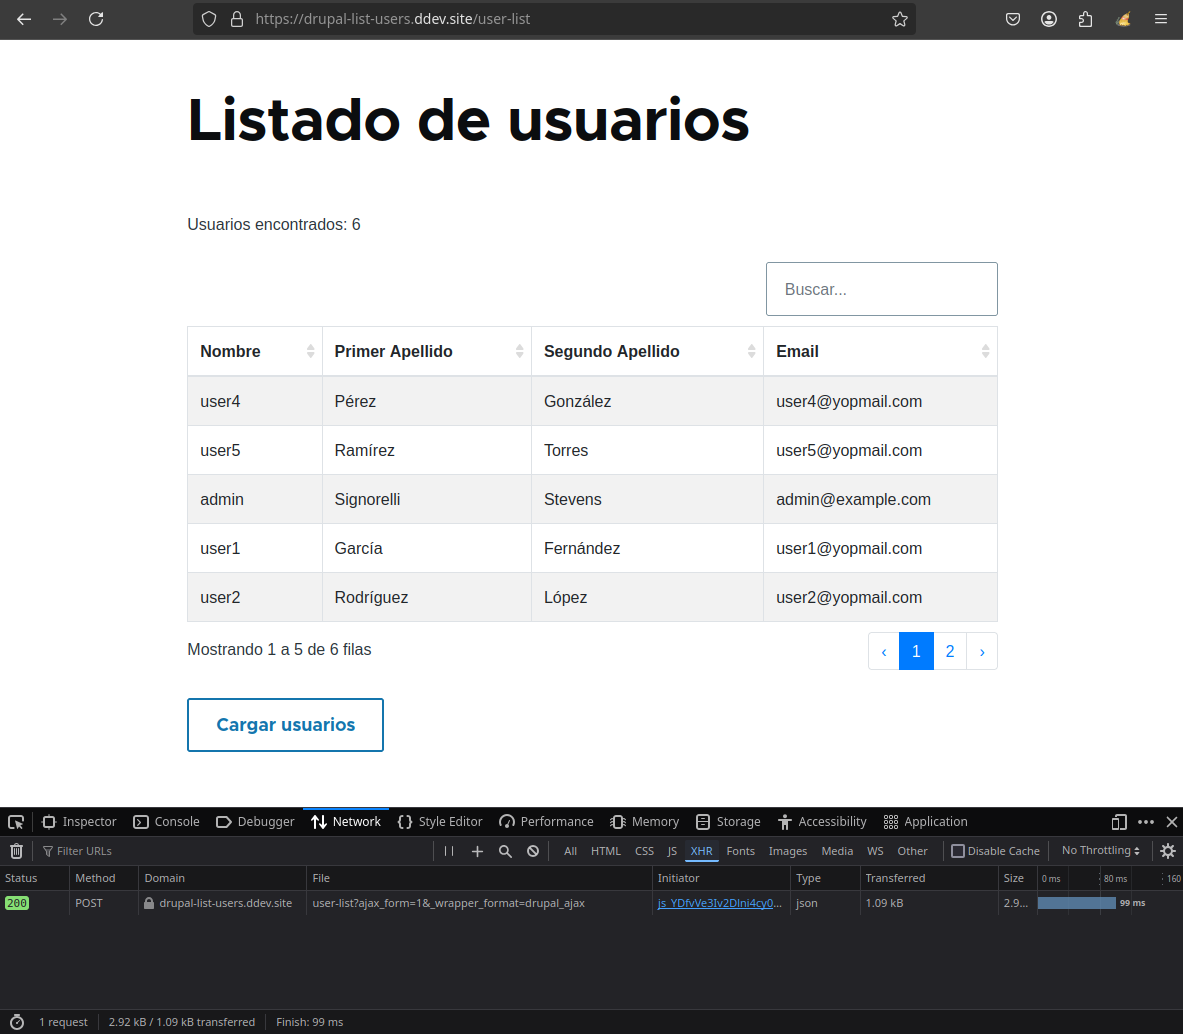 https://drupal-list-users.ddev.site/user-list
Listado de usuarios
Usuarios encontrados: 6
Buscar...
Nombre Primer Apellido Segundo Apellido Email
user4 Pérez González user4@yopmail.com
user5 Ramírez Torres user5@yopmail.com
admin Signorelli Stevens admin@example.com
user1 García Fernández user1@yopmail.com
user2 Rodríguez López user2@yopmail.com
Mostrando 1 a 5 de 6 filas ‹ 1 2 ›
Cargar usuarios
Inspector Console Debugger Network Style Editor Performance Memory Storage Accessibility Application
Filter URLs All HTML CSS JS XHR Fonts Images Media WS Other Disable Cache No Throttling
Status Method Domain File Initiator Type Transferred Size 0 ms 80 ms 160
200 POST drupal-list-users.ddev.site user-list?ajax_form=1&_wrapper_format=drupal_ajax js_YDfvVe3Iv2DIni4cy0... json 1.09 kB 2.9... 99 ms
1 request 2.92 kB / 1.09 kB transferred Finish: 99 ms